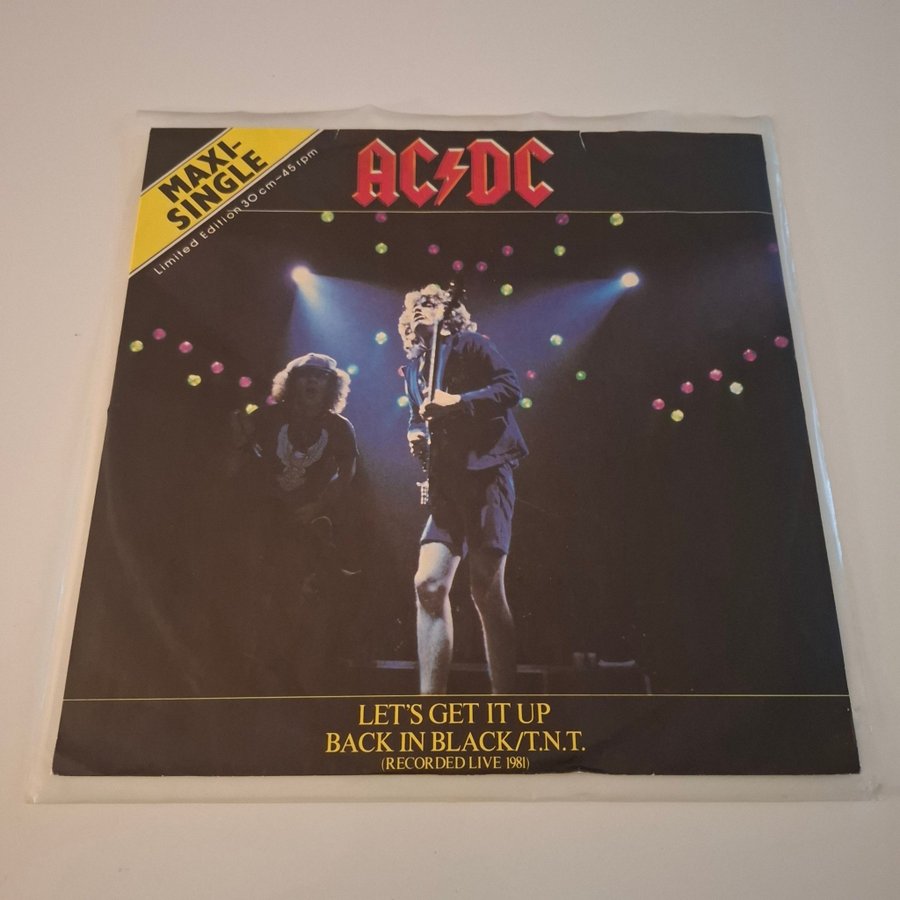 MAXI-
SINGLE
Limited Edition 30 cm-45 rpm
AC⚡DC
LET'S GET IT UP
BACK IN BLACK/T.N.T.
(RECORDED LIVE 1981)